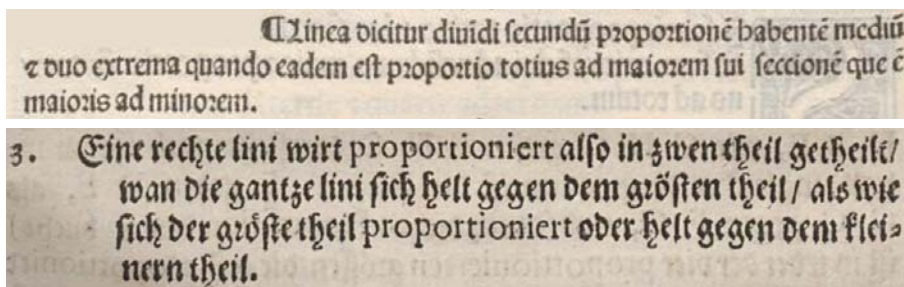 ¶Linea dicitur diuidi secundũ proportionẽ habentẽ mediũ
⁊ duo extrema quando eadem est proportio totius ad maiorem sui seccionẽ que ẽ
maioris ad minorem.
3. Eine rechte lini wirt proportioniert also in zwen theil getheilt/
wan die gantze lini sich helt gegen dem grösten theil/ als wie
sich der gröste theil proportioniert oder helt gegen dem klei⸗
nern theil.